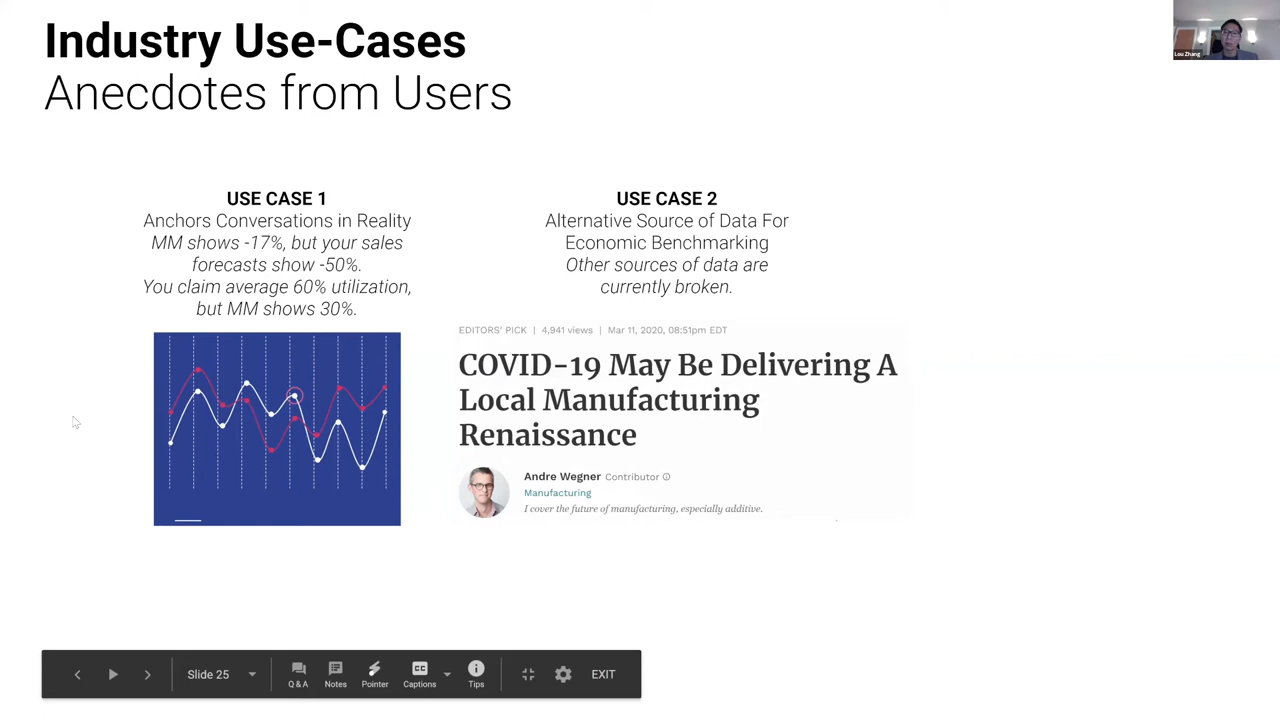 Industry Use-Cases
Anecdotes from Users
Lou Zhang
USE CASE 1
Anchors Conversations in Reality
MM shows -17%, but your sales
forecasts show -50%.
You claim average 60% utilization,
but MM shows 30%.
USE CASE 2
Alternative Source of Data For
Economic Benchmarking
Other sources of data are
currently broken.
EDITORS' PICK | 4,941 views | Mar 11, 2020, 08:51pm EDT
COVID-19 May Be Delivering A
Local Manufacturing
Renaissance
Andre Wegner Contributor
Manufacturing
I cover the future of manufacturing, especially additive.
Slide 25
Q & A
Notes
Pointer
CC
Captions
Tips
EXIT